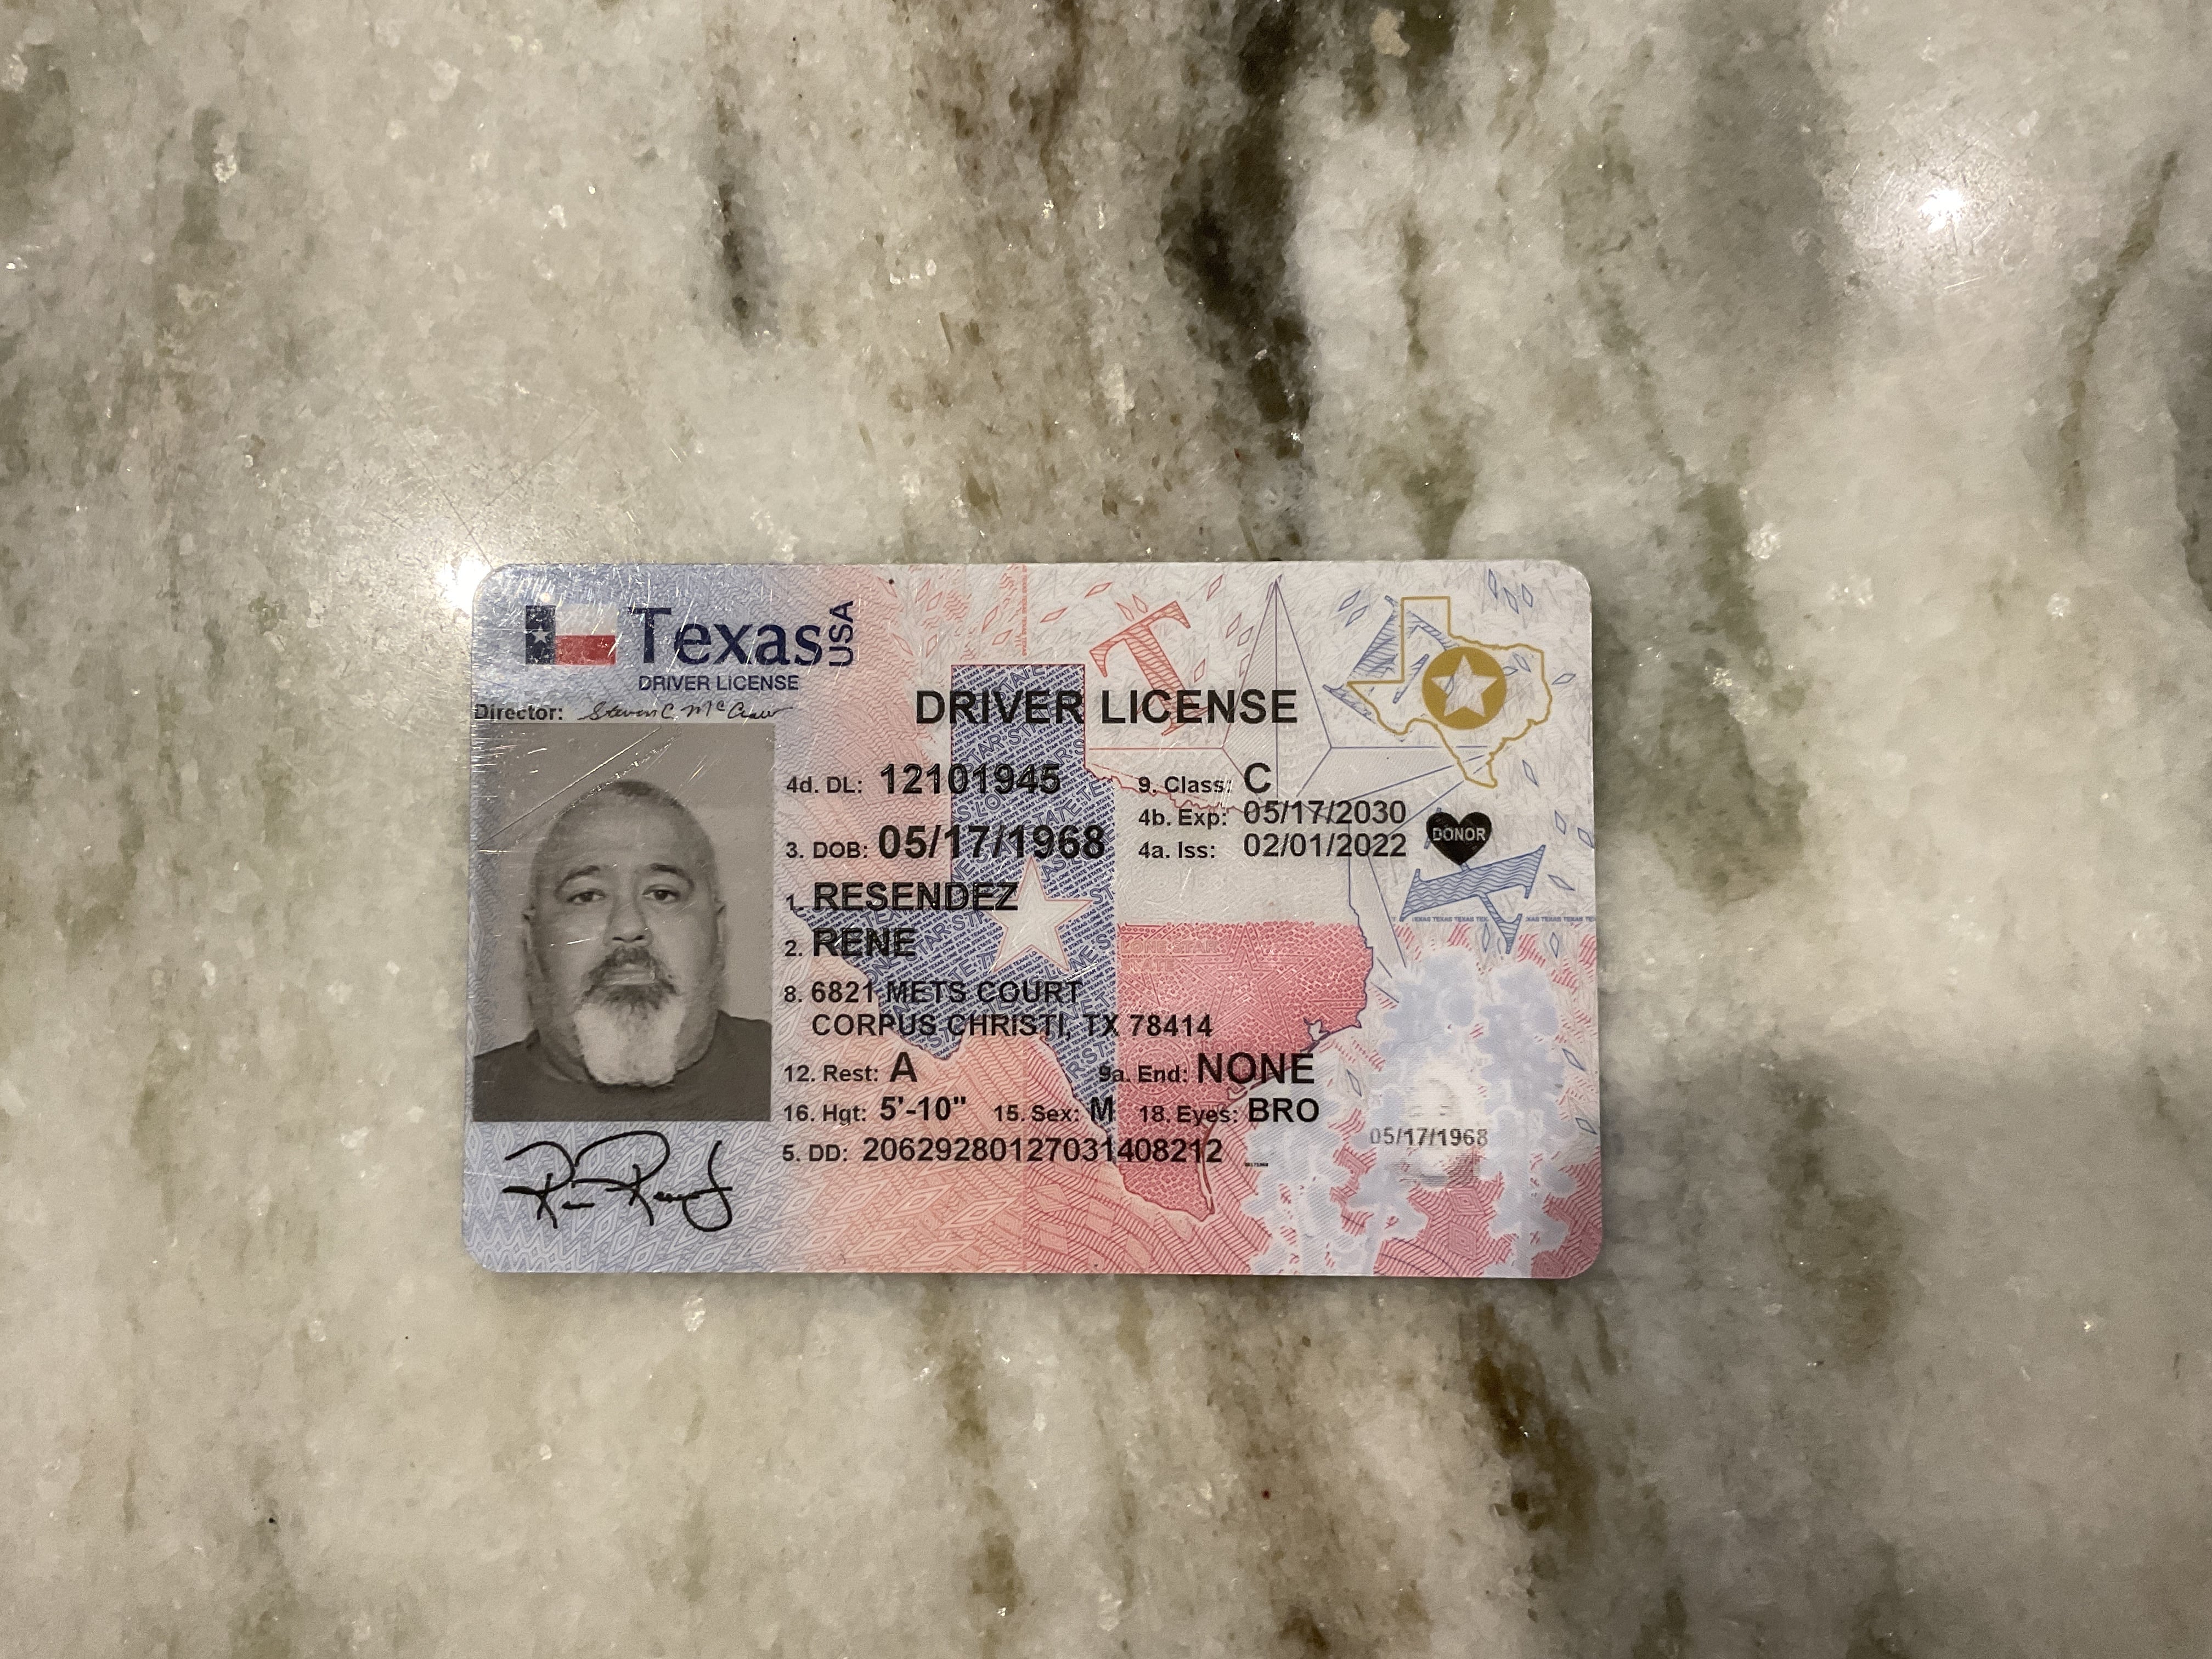 Texas USA
DRIVER LICENSE
Director: Steven C. McCraw
DRIVER LICENSE
4d. DL: 12101945
9. Class: C
4b. Exp: 05/17/2030
3. DOB: 05/17/1968
4a. Iss: 02/01/2022
DONOR
1. RESENDEZ
2. RENE
8. 6821 METS COURT
CORPUS CHRISTI, TX 78414
12. Rest: A
9a. End: NONE
16. Hgt: 5'-10" 15. Sex: M 18. Eyes: BRO
5. DD: 20629280127031408212
05/17/1968